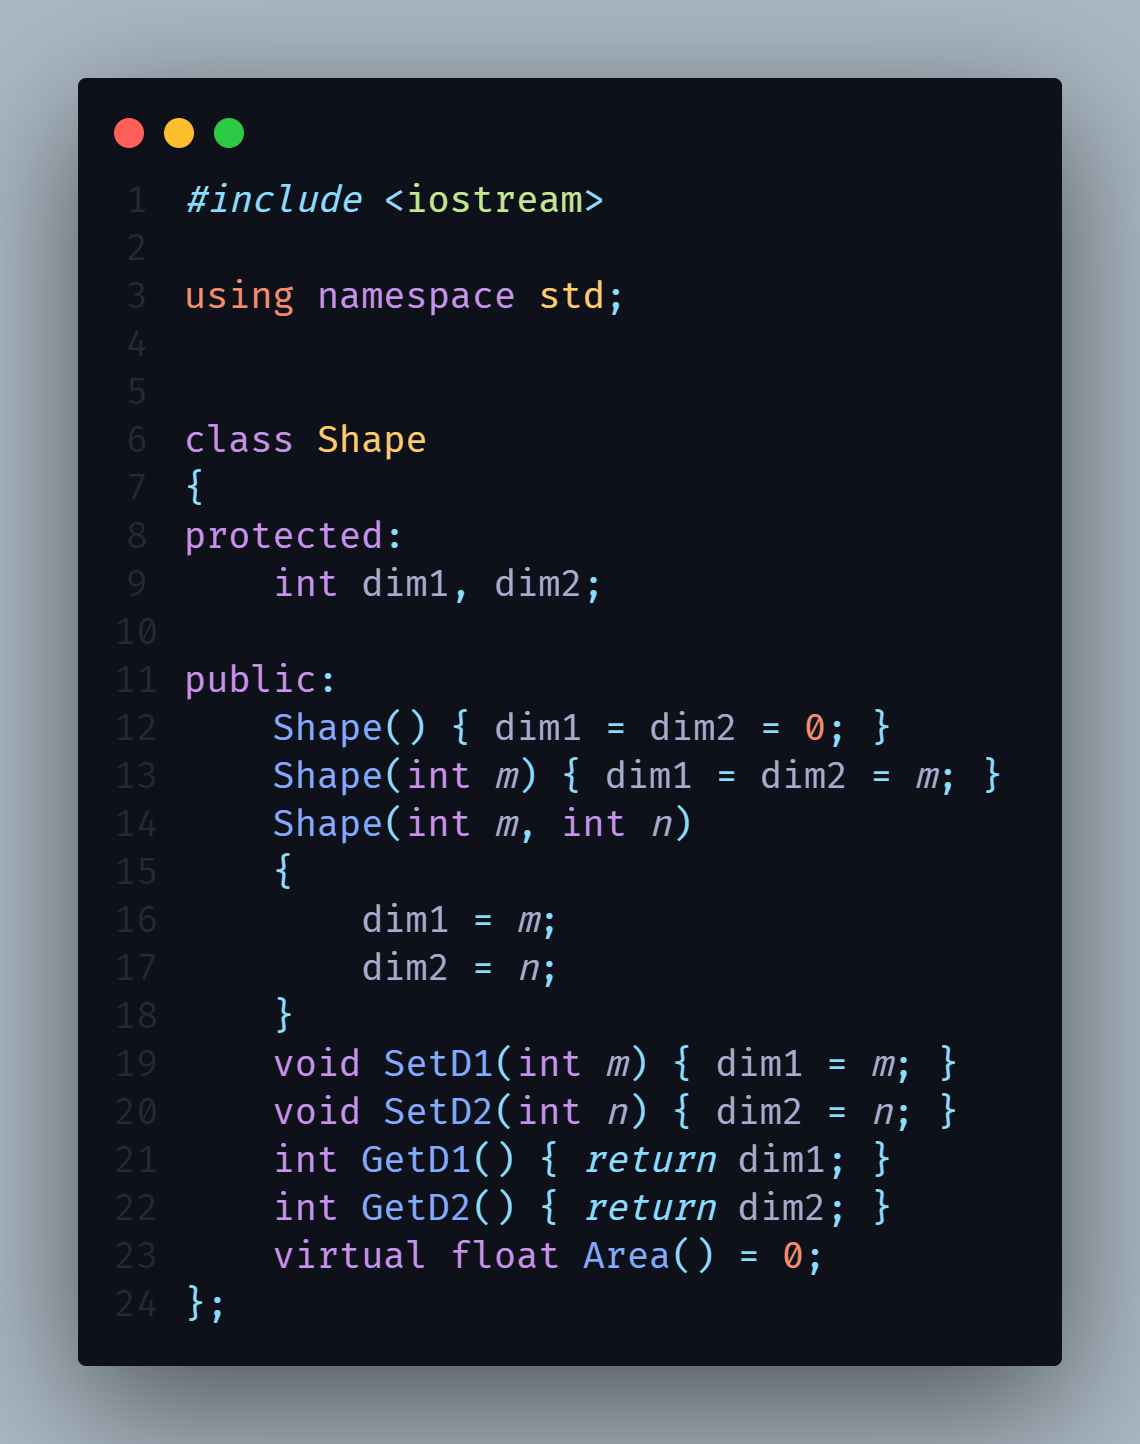 1 #include <iostream>
2
3 using namespace std;
4
5
6 class Shape
7 {
8 protected:
9     int dim1, dim2;
10
11 public:
12     Shape() { dim1 = dim2 = 0; }
13     Shape(int m) { dim1 = dim2 = m; }
14     Shape(int m, int n)
15     {
16         dim1 = m;
17         dim2 = n;
18     }
19     void SetD1(int m) { dim1 = m; }
20     void SetD2(int n) { dim2 = n; }
21     int GetD1() { return dim1; }
22     int GetD2() { return dim2; }
23     virtual float Area() = 0;
24 };